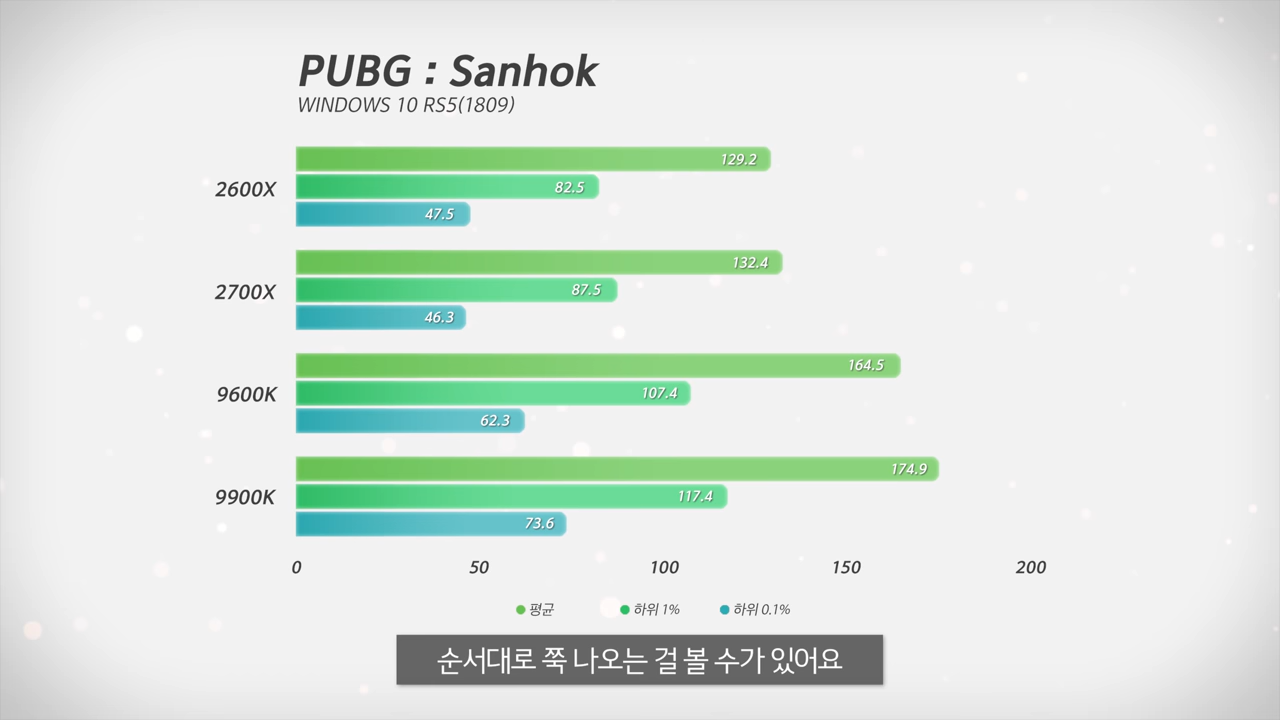 PUBG : Sanhok
WINDOWS 10 RS5(1809)
129.2
2600X
82.5
47.5
132.4
2700X
87.5
46.3
164.5
9600K
107.4
62.3
174.9
9900K
117.4
73.6
0 50 100 150 200
평균 하위 1% 하위 0.1%
순서대로 쭉 나오는 걸 볼 수가 있어요